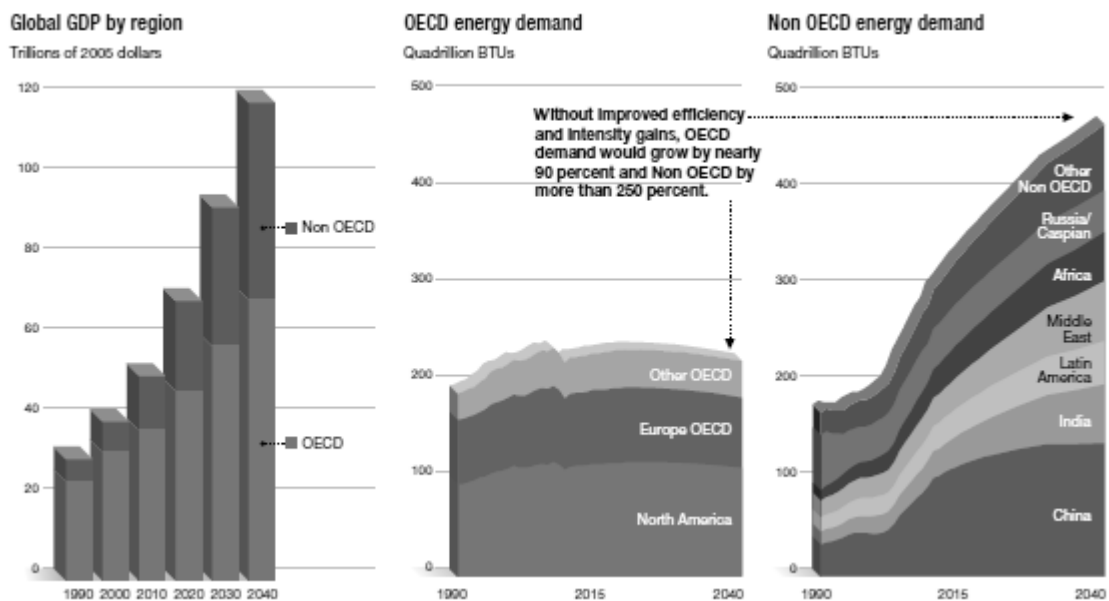 Global GDP by region
Trillions of 2005 dollars
120
100
80
60
40
20
0
Non OECD
OECD
1990 2000 2010 2020 2030 2040
OECD energy demand
Quadrillion BTUs
500
400
300
200
100
0
Without improved efficiency
and intensity gains, OECD
demand would grow by nearly
90 percent and Non OECD by
more than 250 percent.
Other OECD
Europe OECD
North America
1990 2015 2040
Non OECD energy demand
Quadrillion BTUs
500
400
300
200
100
0
Other
Non OECD
Russia/
Caspian
Africa
Middle
East
Latin
America
India
China
1990 2015 2040